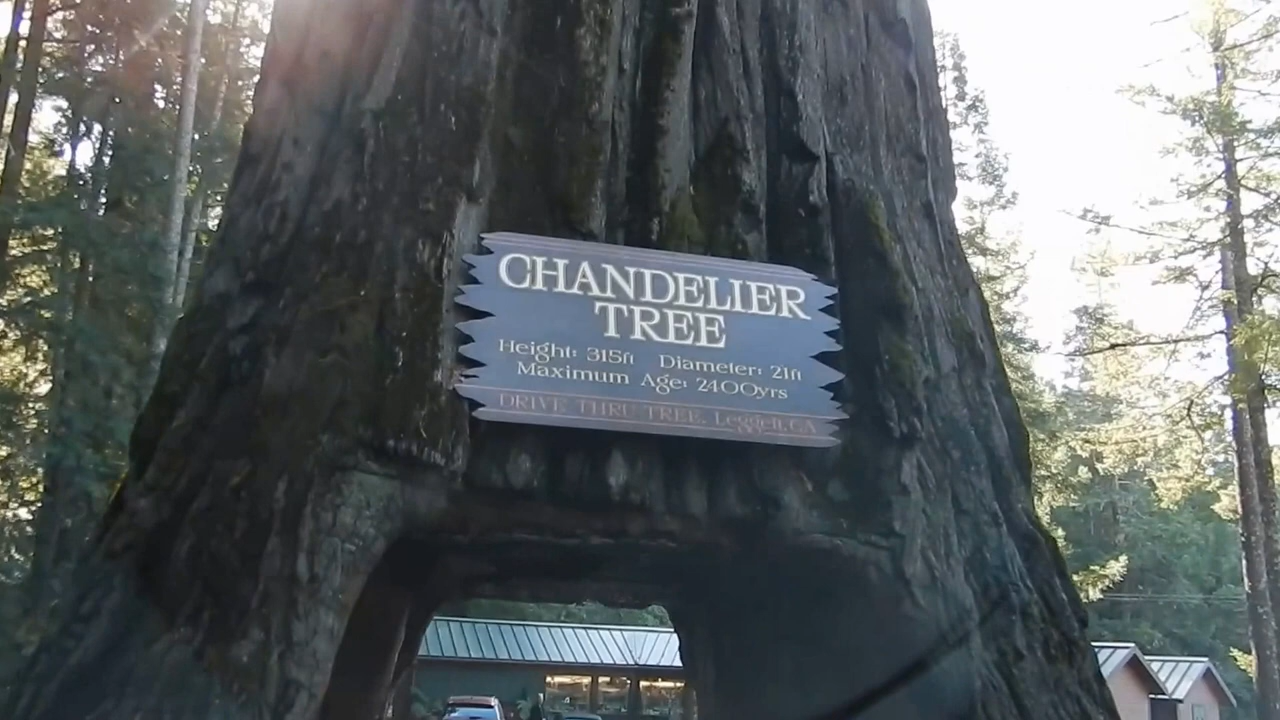 CHANDELIER
TREE
Height: 315ft Diameter: 21ft
Maximum Age: 2400yrs
DRIVE THRU TREE, Leggett, CA